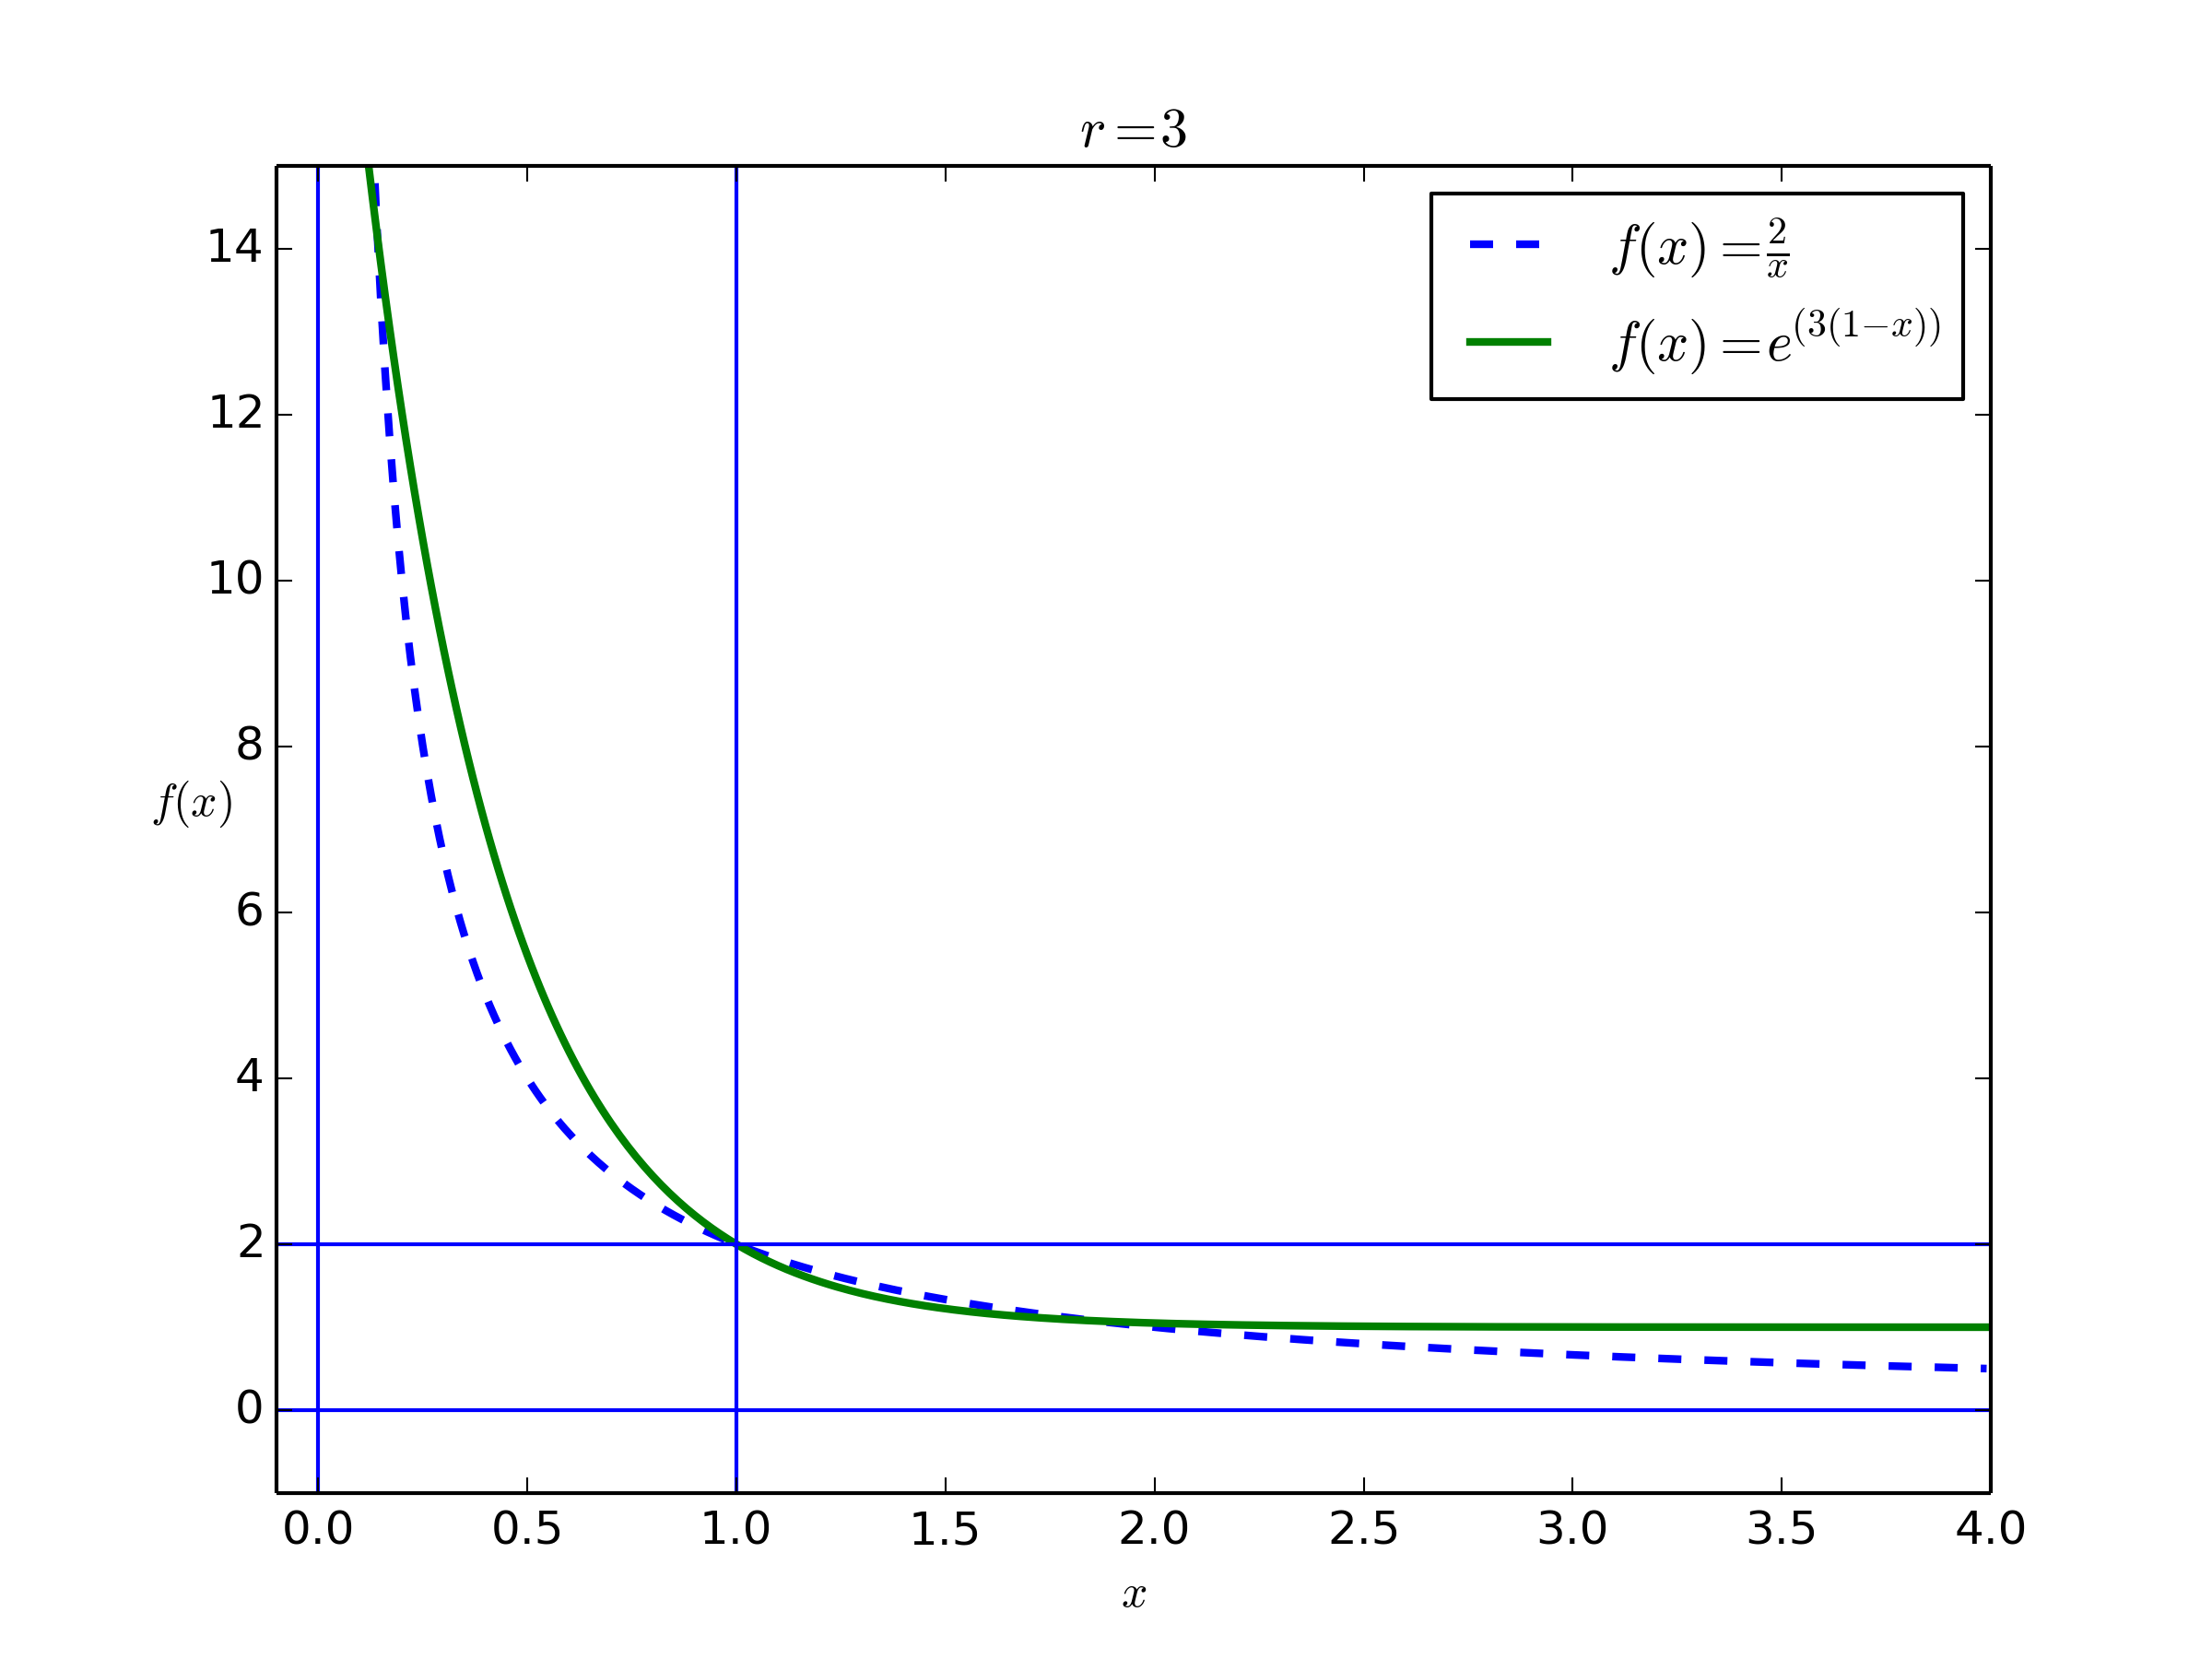 r = 3
f(x) = 2/x
f(x) = e^(3(1−x))
14
12
10
8
6
4
2
0
f(x)
0.0 0.5 1.0 1.5 2.0 2.5 3.0 3.5 4.0
x